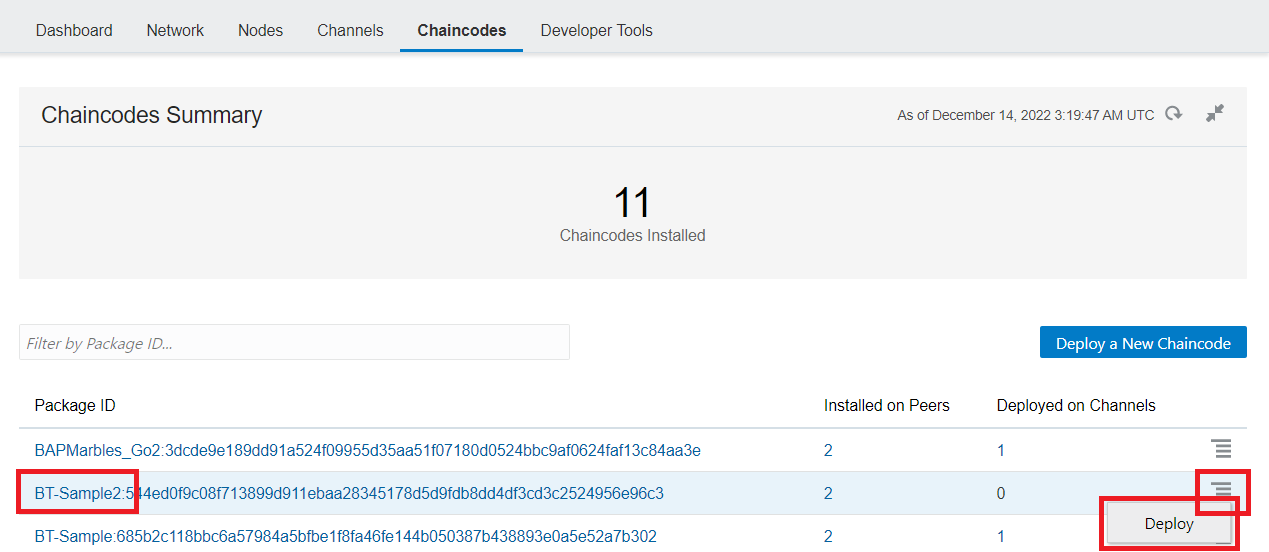 Dashboard Network Nodes Channels Chaincodes Developer Tools
Chaincodes Summary As of December 14, 2022 3:19:47 AM UTC
11
Chaincodes Installed
Filter by Package ID... Deploy a New Chaincode
Package ID Installed on Peers Deployed on Channels
BAPMarbles_Go2:3dcde9e189dd91a524f09955d35aa51f07180d0524bbc9af0624faf13c84aa3e 2 1
BT-Sample2:544ed0f9c08f713899d911ebaa28345178d5d9fdb8dd4df3cd3c2524956e96c3 2 0
Deploy
BT-Sample:685b2c118bbc6a57984a5bfbe1f8fa46fe144b050387b438893e0a5e52a7b302 2 1